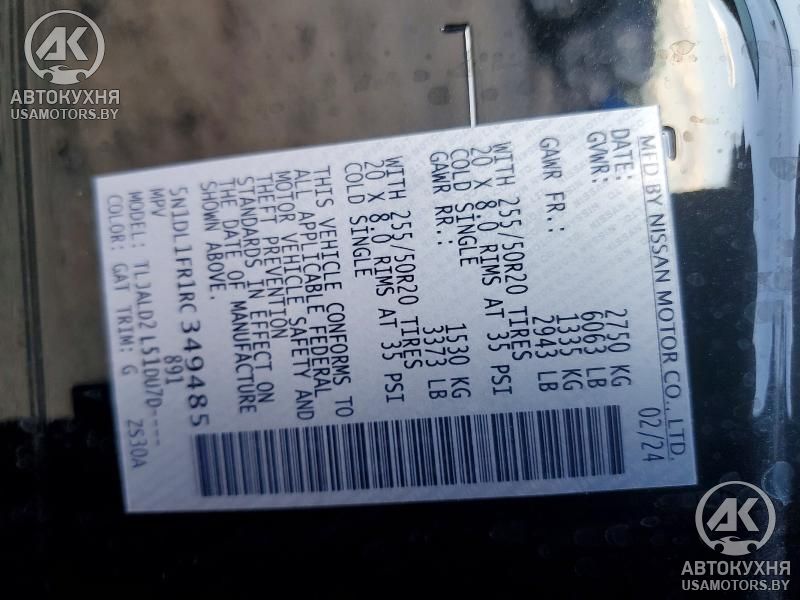 АВТОКУХНЯ
USAMOTORS.BY
MFD BY NISSAN MOTOR CO., LTD.
DATE: 02/24
GVWR: 2750 KG
6063 LB
GAWR FR.: 1335 KG
2943 LB
WITH 255/50R20 TIRES
20 X 8.0 RIMS AT 35 PSI
COLD SINGLE
GAWR RR.: 1530 KG
3373 LB
WITH 255/50R20 TIRES
20 X 8.0 RIMS AT 35 PSI
COLD SINGLE
THIS VEHICLE CONFORMS TO
ALL APPLICABLE FEDERAL
MOTOR VEHICLE SAFETY AND
THEFT PREVENTION
STANDARDS IN EFFECT ON
THE DATE OF MANUFACTURE
SHOWN ABOVE.
5N1DL1FR1RC349485
MPV 891
MODEL: TLJALD2 L51DU7D---- 2S30A
COLOR: GAT TRIM: G
АВТОКУХНЯ
USAMOTORS.BY